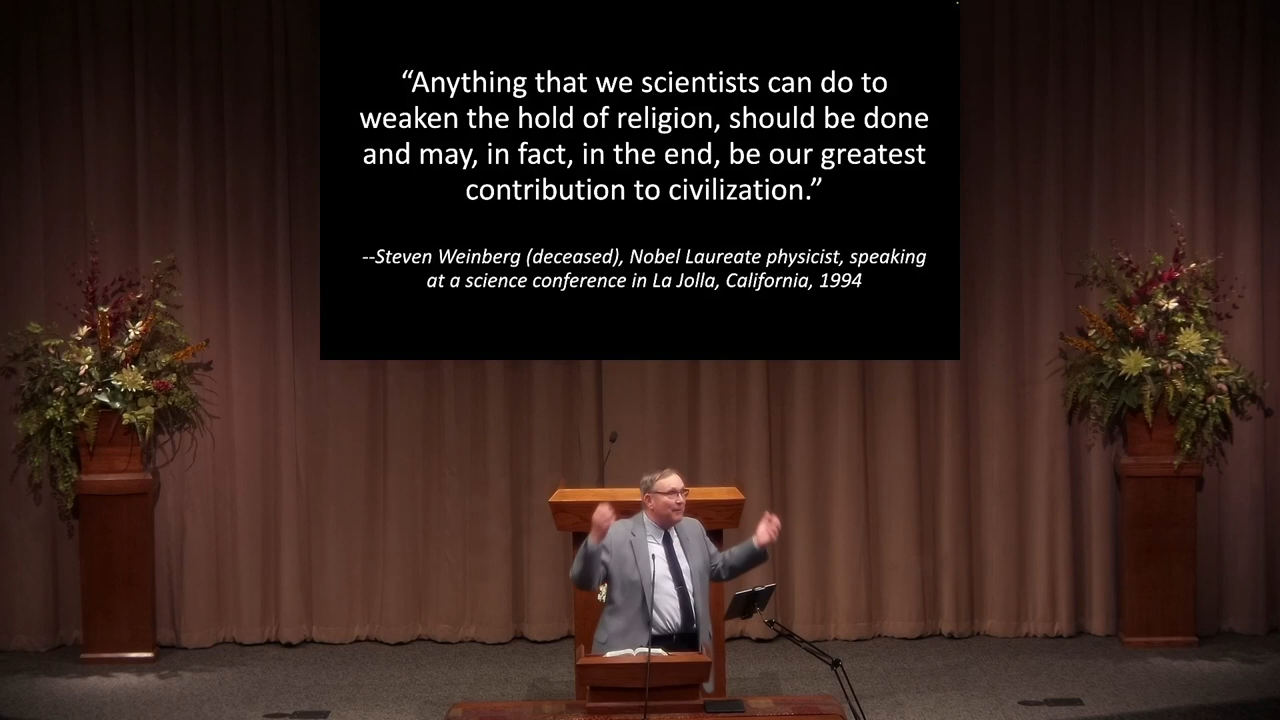 “Anything that we scientists can do to
weaken the hold of religion, should be done
and may, in fact, in the end, be our greatest
contribution to civilization.”
--Steven Weinberg (deceased), Nobel Laureate physicist, speaking
at a science conference in La Jolla, California, 1994